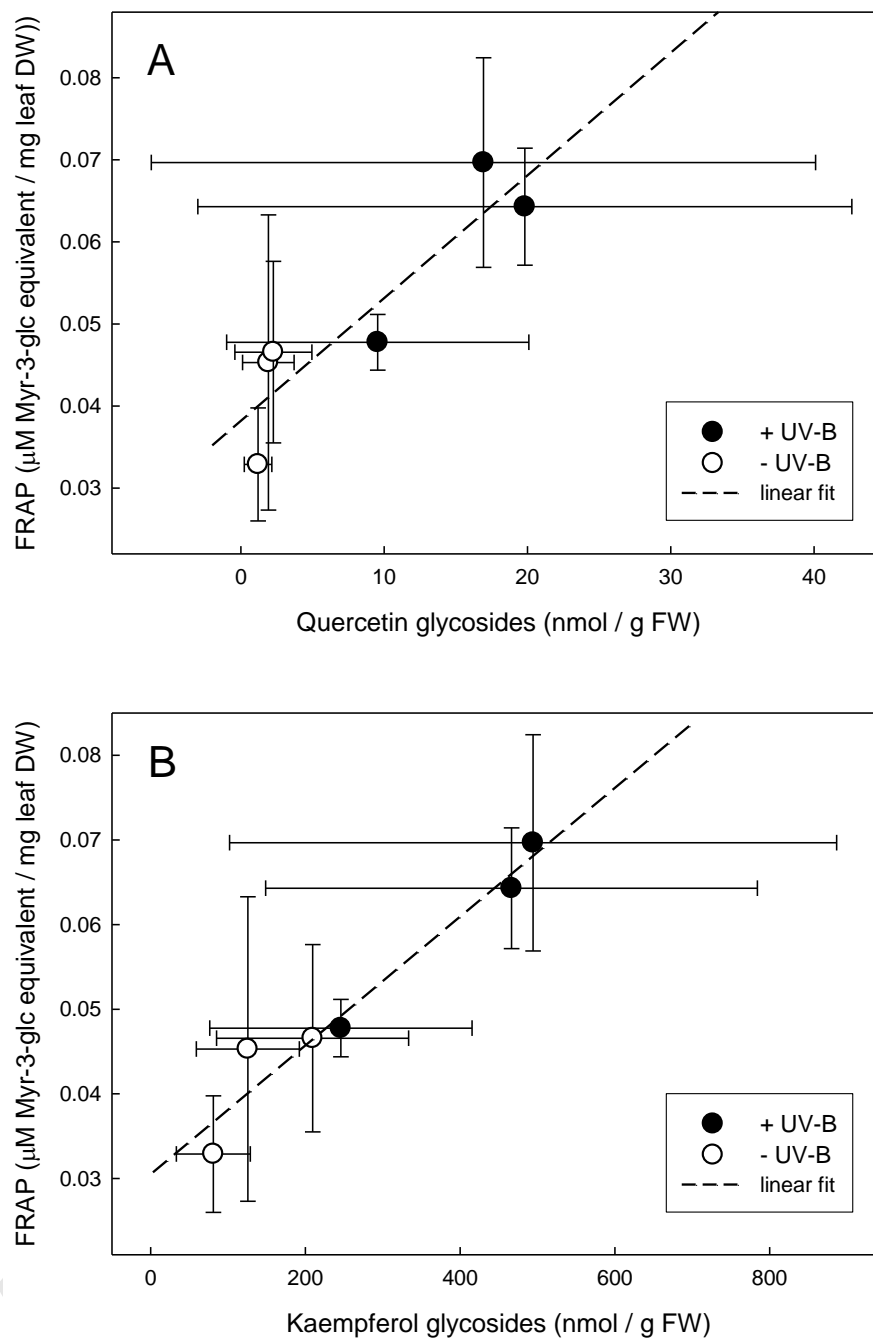 A
0.08
0.07
0.06
0.05
0.04
0.03
FRAP (μM Myr-3-glc equivalent / mg leaf DW))
+ UV-B
- UV-B
linear fit
0 10 20 30 40
Quercetin glycosides (nmol / g FW)
B
0.08
0.07
0.06
0.05
0.04
0.03
FRAP (μM Myr-3-glc equivalent / mg leaf DW)
+ UV-B
- UV-B
linear fit
0 200 400 600 800
Kaempferol glycosides (nmol / g FW)